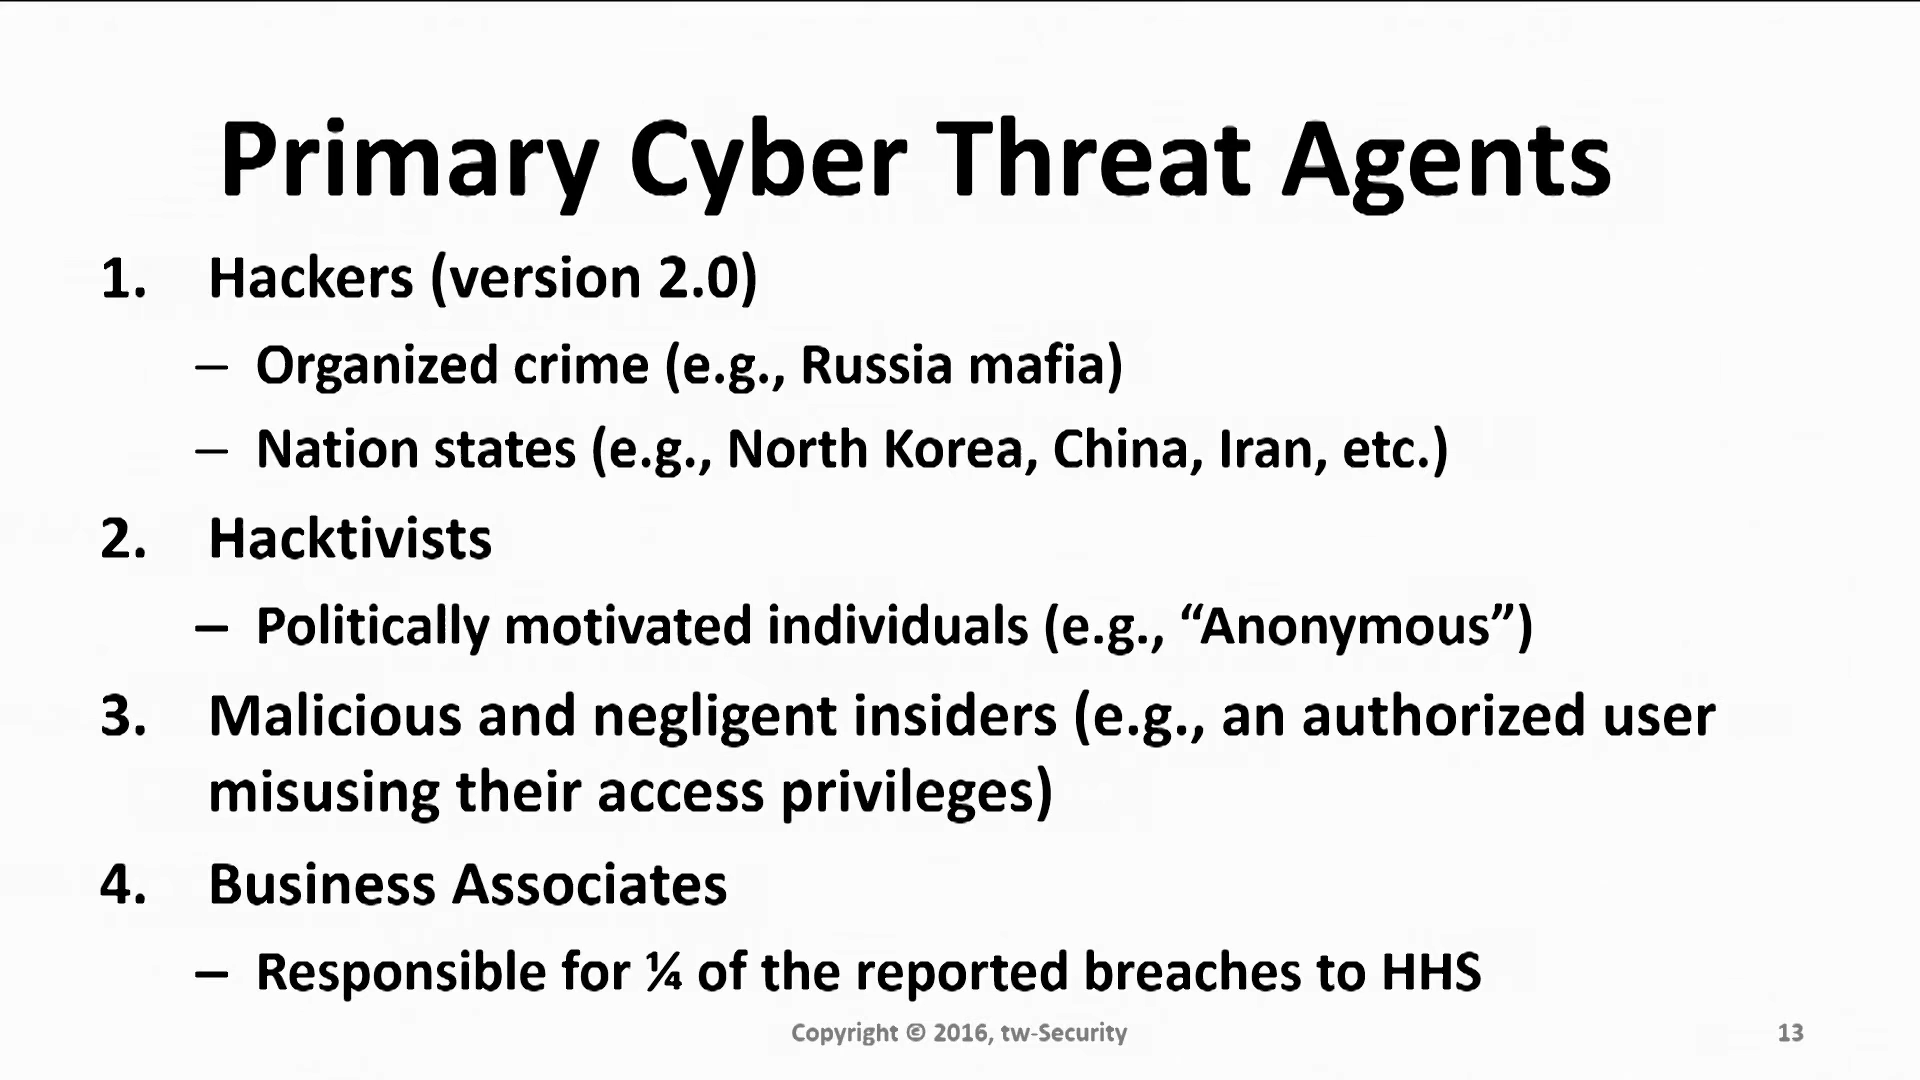 Primary Cyber Threat Agents
1. Hackers (version 2.0)
– Organized crime (e.g., Russia mafia)
– Nation states (e.g., North Korea, China, Iran, etc.)
2. Hacktivists
– Politically motivated individuals (e.g., “Anonymous”)
3. Malicious and negligent insiders (e.g., an authorized user
misusing their access privileges)
4. Business Associates
– Responsible for ¼ of the reported breaches to HHS
Copyright © 2016, tw-Security
13